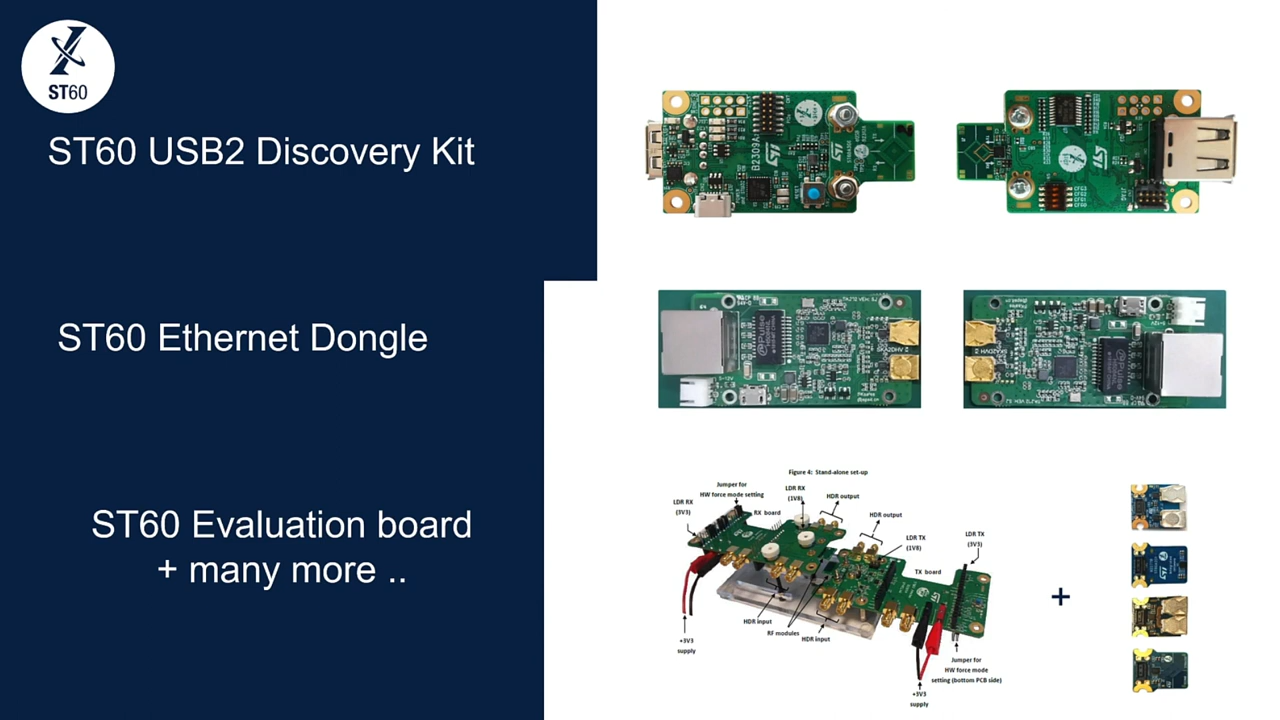 ST60
ST60 USB2 Discovery Kit
B2309A
ST60 Ethernet Dongle
Pulse
ST60 Evaluation board
+ many more ..
Figure 4: Stand-alone set-up
Jumper for
HW force mode setting
LDR RX
(3V3)
RX board
LDR RX
(1V8)
HDR output
HDR output
LDR TX
(1V8)
LDR TX
(3V3)
TX board
HDR input
RF modules
HDR input
+3V3
supply
Jumper for
HW force mode
setting (bottom PCB side)
+3V3
supply
+